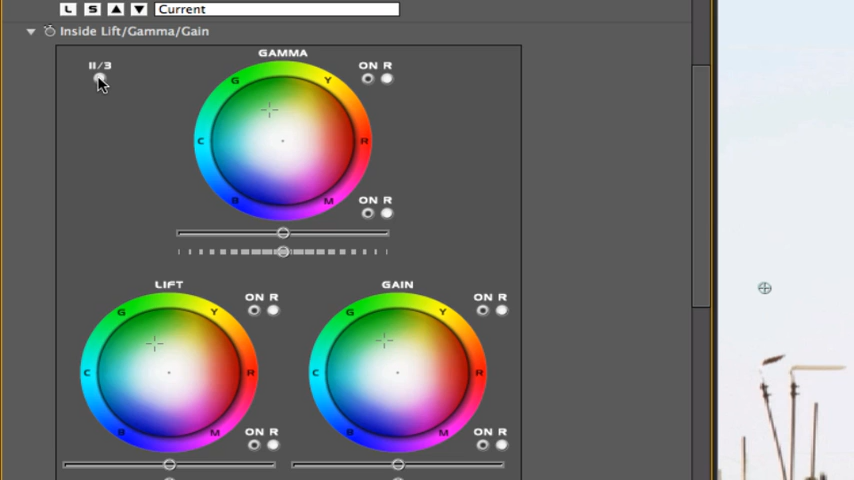 L S Current
Inside Lift/Gamma/Gain
II/3 GAMMA ON R
G Y
C R
B M
ON R
LIFT GAIN
ON R ON R
G Y G Y
C R C R
B M B M
ON R ON R